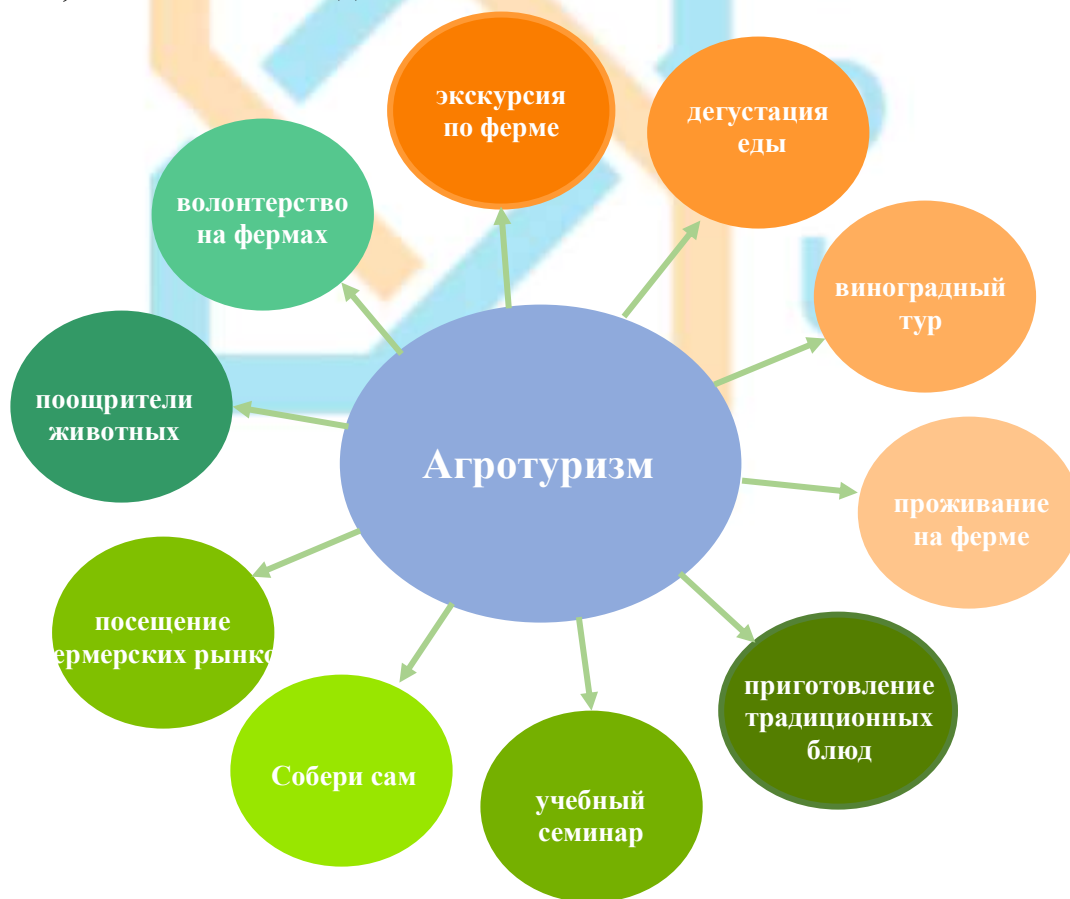 экскурсия
по ферме
дегустация
еды
виноградный
тур
проживание
на ферме
приготовление
традиционных
блюд
учебный
семинар
Собери сам
посещение
ермерских рынко
поощрители
животных
волонтерство
на фермах
Агротуризм